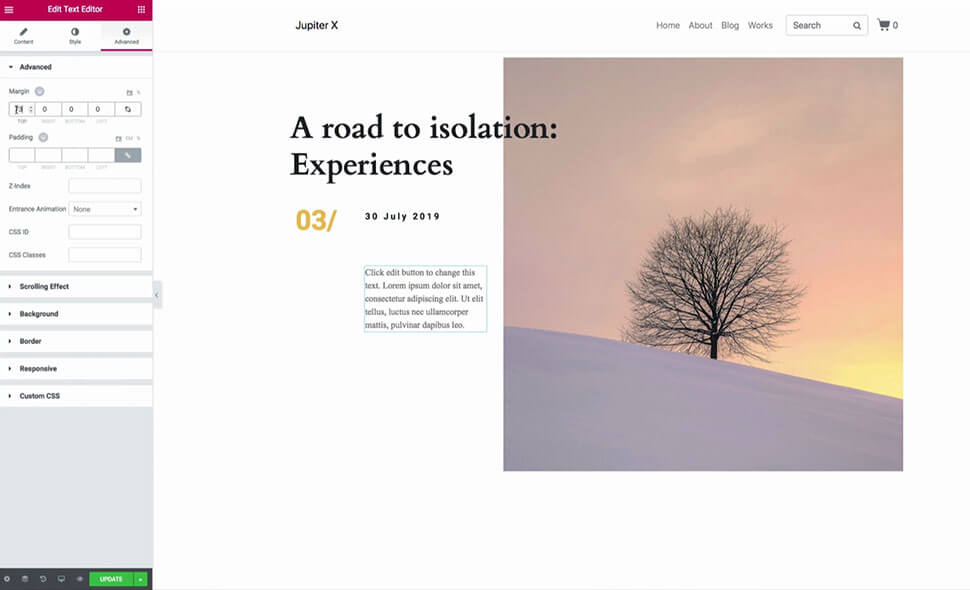 Edit Text Editor
Content
Style
Advanced
Advanced
Margin
%
0
0
0
TOP
RIGHT
BOTTOM
LEFT
Padding
EM
%
TOP
RIGHT
BOTTOM
LEFT
Z-Index
Entrance Animation
None
CSS ID
CSS Classes
Scrolling Effect
Background
Border
Responsive
Custom CSS
UPDATE
Jupiter X
Home
About
Blog
Works
Search
0
A road to isolation:
Experiences
03/
30 July 2019
Click edit button to change this
text. Lorem ipsum dolor sit amet,
consectetur adipiscing elit. Ut elit
tellus, luctus nec ullamcorper
mattis, pulvinar dapibus leo.